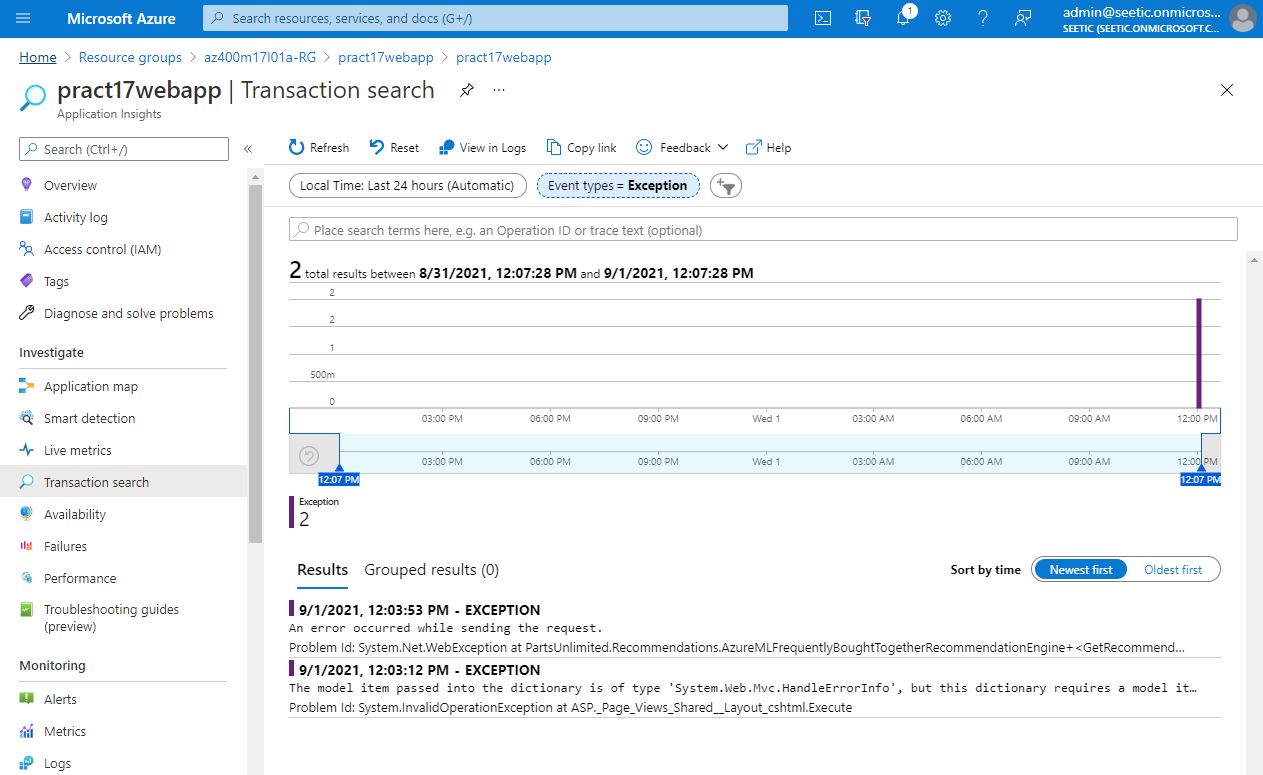 Microsoft Azure
Search resources, services, and docs (G+/)
1
admin@seetic.onmicros...
SEETIC (SEETIC.ONMICROSOFT.C...
Home > Resource groups > az400m17l01a-RG > pract17webapp > pract17webapp
pract17webapp | Transaction search
Application Insights
Search (Ctrl+/)
Overview
Activity log
Access control (IAM)
Tags
Diagnose and solve problems
Investigate
Application map
Smart detection
Live metrics
Transaction search
Availability
Failures
Performance
Troubleshooting guides
(preview)
Monitoring
Alerts
Metrics
Logs
Refresh Reset View in Logs Copy link Feedback Help
Local Time: Last 24 hours (Automatic) Event types = Exception
Place search terms here, e.g. an Operation ID or trace text (optional)
2 total results between 8/31/2021, 12:07:28 PM and 9/1/2021, 12:07:28 PM
2
2
1
500m
0
03:00 PM 06:00 PM 09:00 PM Wed 1 03:00 AM 06:00 AM 09:00 AM 12:00 PM
03:00 PM 06:00 PM 09:00 PM Wed 1 03:00 AM 06:00 AM 09:00 AM 12:00 PM
12:07 PM 12:07 PM
Exception
2
Results Grouped results (0) Sort by time Newest first Oldest first
9/1/2021, 12:03:53 PM - EXCEPTION
An error occurred while sending the request.
Problem Id: System.Net.WebException at PartsUnlimited.Recommendations.AzureMLFrequentlyBoughtTogetherRecommendationEngine+<GetRecommend...
9/1/2021, 12:03:12 PM - EXCEPTION
The model item passed into the dictionary is of type 'System.Web.Mvc.HandleErrorInfo', but this dictionary requires a model it...
Problem Id: System.InvalidOperationException at ASP._Page_Views_Shared__Layout_cshtml.Execute